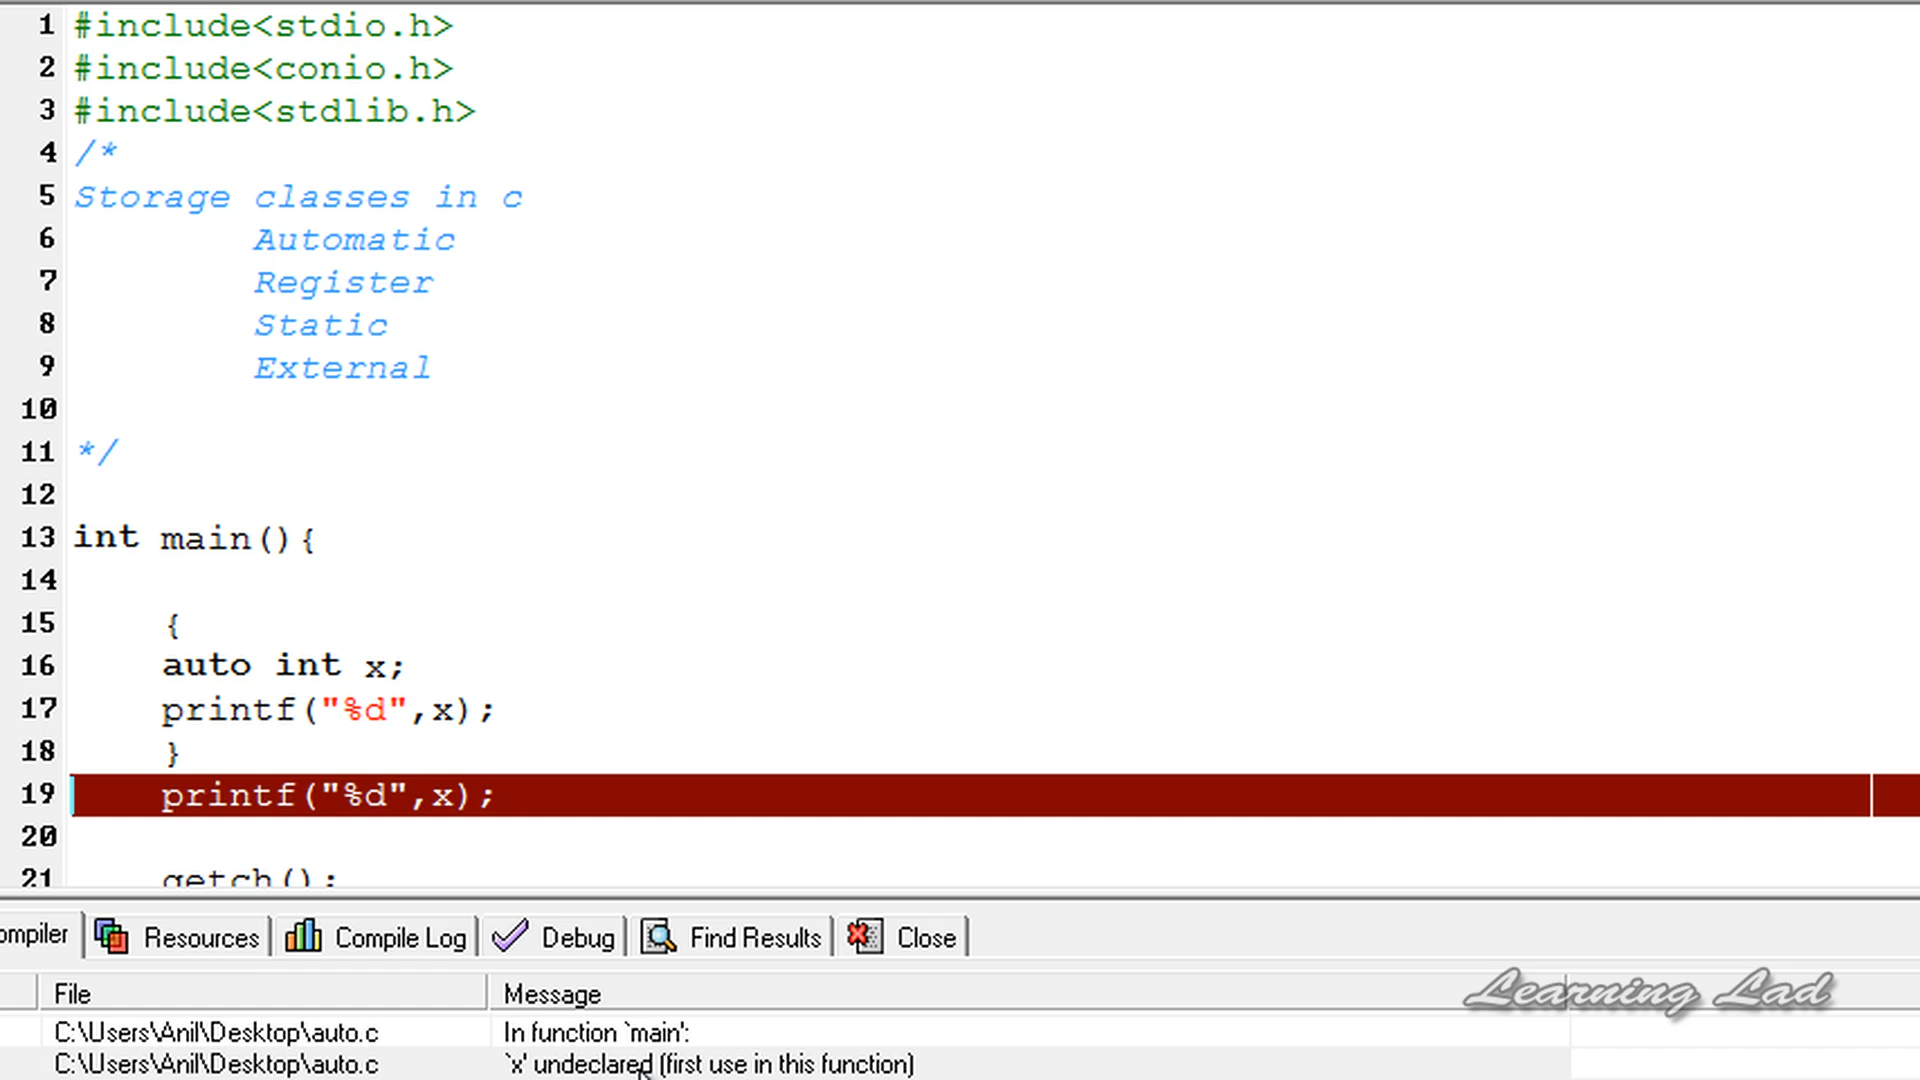 1 #include<stdio.h>
2 #include<conio.h>
3 #include<stdlib.h>
4 /*
5 Storage classes in c
6 Automatic
7 Register
8 Static
9 External
10
11 */
12
13 int main(){
14
15 {
16 auto int x;
17 printf("%d",x);
18 }
19 printf("%d",x);
20
21 getch();
ompiler Resources Compile Log Debug Find Results Close
File Message
Learning Lad
C:\Users\Anil\Desktop\auto.c In function `main':
C:\Users\Anil\Desktop\auto.c `x' undeclared (first use in this function)